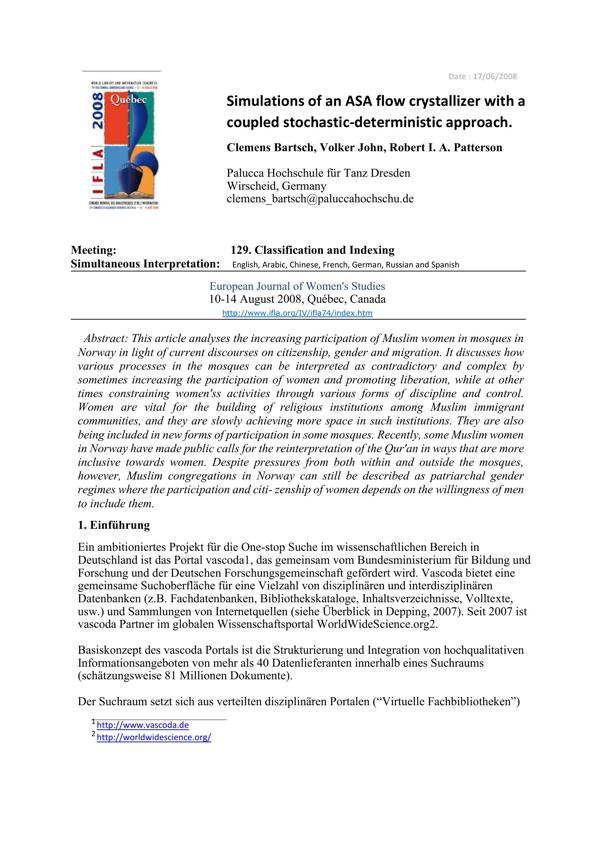 Date : 17/06/2008
WORLD LIBRARY AND INFORMATION CONGRESS:
2008
Québec
IFLA
Simulations of an ASA flow crystallizer with a
coupled stochastic-deterministic approach.
Clemens Bartsch, Volker John, Robert I. A. Patterson
Palucca Hochschule für Tanz Dresden
Wirscheid, Germany
clemens_bartsch@paluccahochschu.de
Meeting: 129. Classification and Indexing
Simultaneous Interpretation: English, Arabic, Chinese, French, German, Russian and Spanish
European Journal of Women's Studies
10-14 August 2008, Québec, Canada
http://www.ifla.org/IV/ifla74/index.htm
Abstract: This article analyses the increasing participation of Muslim women in mosques in
Norway in light of current discourses on citizenship, gender and migration. It discusses how
various processes in the mosques can be interpreted as contradictory and complex by
sometimes increasing the participation of women and promoting liberation, while at other
times constraining women'ss activities through various forms of discipline and control.
Women are vital for the building of religious institutions among Muslim immigrant
communities, and they are slowly achieving more space in such institutions. They are also
being included in new forms of participation in some mosques. Recently, some Muslim women
in Norway have made public calls for the reinterpretation of the Qur'an in ways that are more
inclusive towards women. Despite pressures from both within and outside the mosques,
however, Muslim congregations in Norway can still be described as patriarchal gender
regimes where the participation and citi- zenship of women depends on the willingness of men
to include them.
1. Einführung
Ein ambitioniertes Projekt für die One-stop Suche im wissenschaftlichen Bereich in
Deutschland ist das Portal vascoda1, das gemeinsam vom Bundesministerium für Bildung und
Forschung und der Deutschen Forschungsgemeinschaft gefördert wird. Vascoda bietet eine
gemeinsame Suchoberfläche für eine Vielzahl von disziplinären und interdisziplinären
Datenbanken (z.B. Fachdatenbanken, Bibliothekskataloge, Inhaltsverzeichnisse, Volltexte,
usw.) und Sammlungen von Internetquellen (siehe Überblick in Depping, 2007). Seit 2007 ist
vascoda Partner im globalen Wissenschaftsportal WorldWideScience.org2.
Basiskonzept des vascoda Portals ist die Strukturierung und Integration von hochqualitativen
Informationsangeboten von mehr als 40 Datenlieferanten innerhalb eines Suchraums
(schätzungsweise 81 Millionen Dokumente).
Der Suchraum setzt sich aus verteilten disziplinären Portalen (“Virtuelle Fachbibliotheken”)
1 http://www.vascoda.de
2 http://worldwidescience.org/